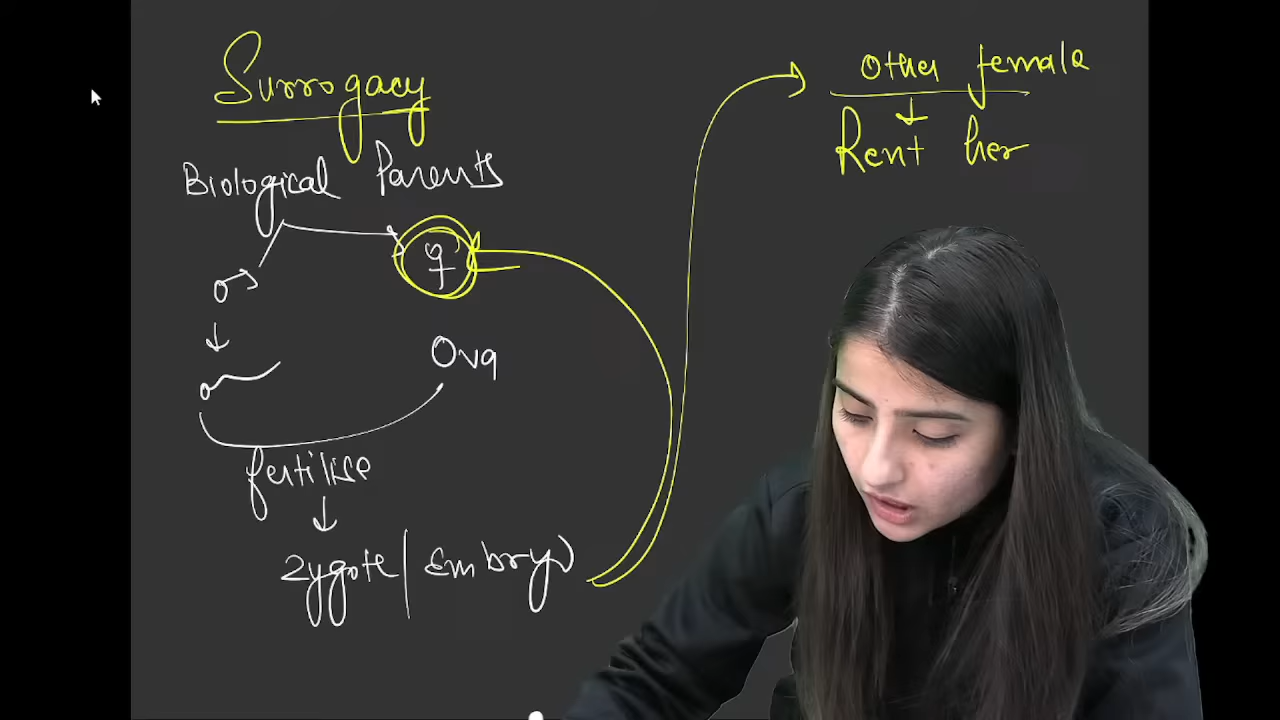 Surrogacy
Biological Parents
♂ ♀
Ova
fertilise
Zygote/Embryo
Other female
Rent her